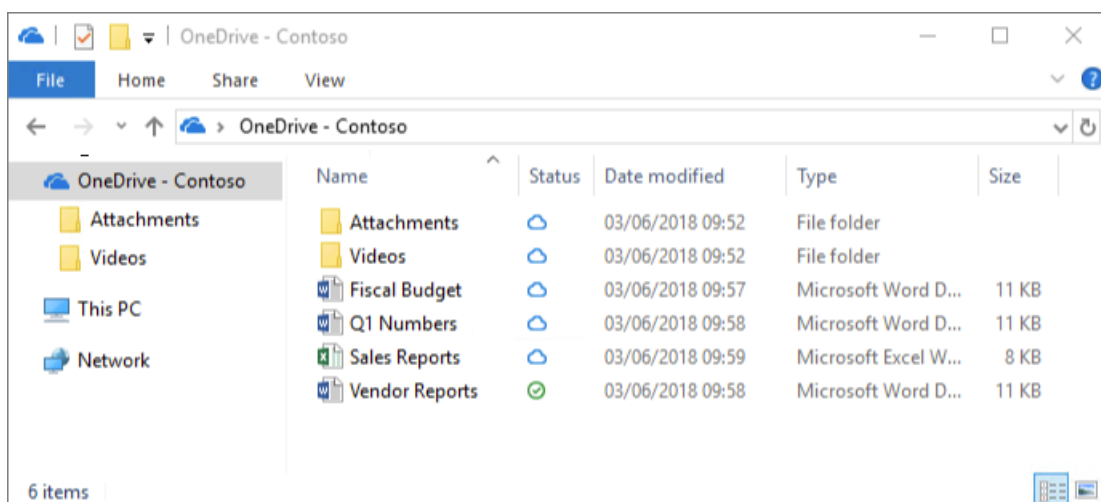 OneDrive - Contoso
File Home Share View
OneDrive - Contoso
OneDrive - Contoso
Attachments
Videos
This PC
Network
Name Status Date modified Type Size
Attachments 03/06/2018 09:52 File folder
Videos 03/06/2018 09:52 File folder
Fiscal Budget 03/06/2018 09:57 Microsoft Word D... 11 KB
Q1 Numbers 03/06/2018 09:58 Microsoft Word D... 11 KB
Sales Reports 03/06/2018 09:59 Microsoft Excel W... 8 KB
Vendor Reports 03/06/2018 09:58 Microsoft Word D... 11 KB
6 items